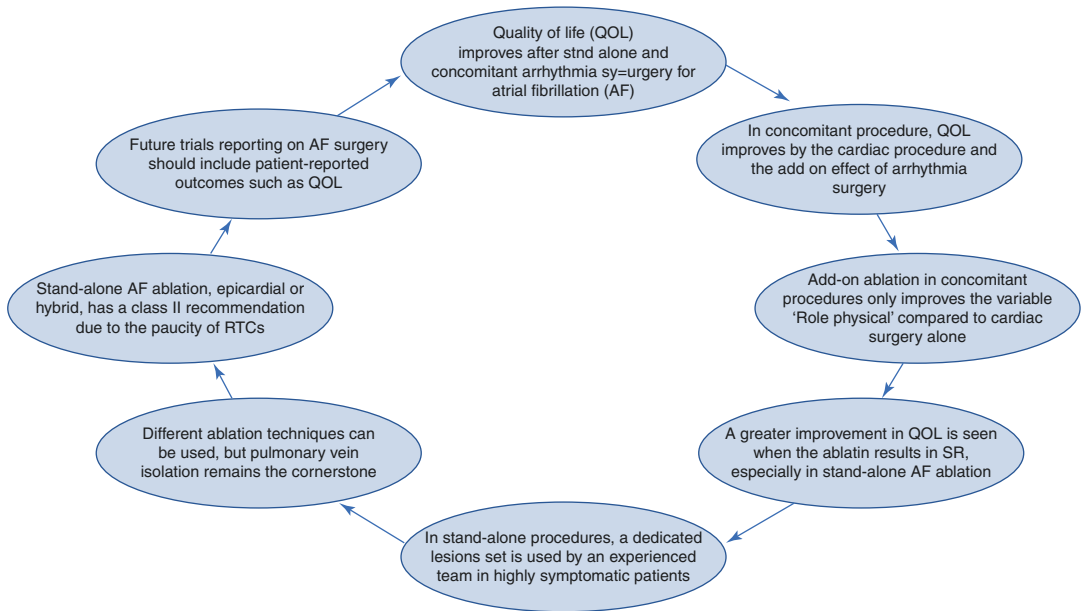 Quality of life (QOL)
improves after stnd alone and
concomitant arrhythmia sy=urgery for
atrial fibrillation (AF)
In concomitant procedure, QOL
improves by the cardiac procedure and
the add on effect of arrhythmia
surgery
Add-on ablation in concomitant
procedures only improves the variable
‘Role physical’ compared to cardiac
surgery alone
A greater improvement in QOL is seen
when the ablatin results in SR,
especially in stand-alone AF ablation
In stand-alone procedures, a dedicated
lesions set is used by an experienced
team in highly symptomatic patients
Different ablation techniques can
be used, but pulmonary vein
isolation remains the cornerstone
Stand-alone AF ablation, epicardial or
hybrid, has a class II recommendation
due to the paucity of RTCs
Future trials reporting on AF surgery
should include patient-reported
outcomes such as QOL